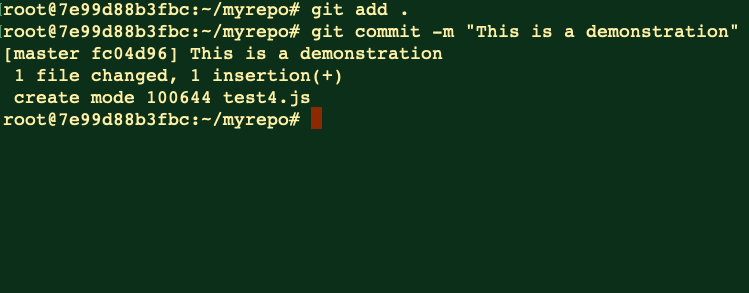 root@7e99d88b3fbc:~/myrepo# git add .
root@7e99d88b3fbc:~/myrepo# git commit -m "This is a demonstration"
[master fc04d96] This is a demonstration
 1 file changed, 1 insertion(+)
 create mode 100644 test4.js
root@7e99d88b3fbc:~/myrepo#